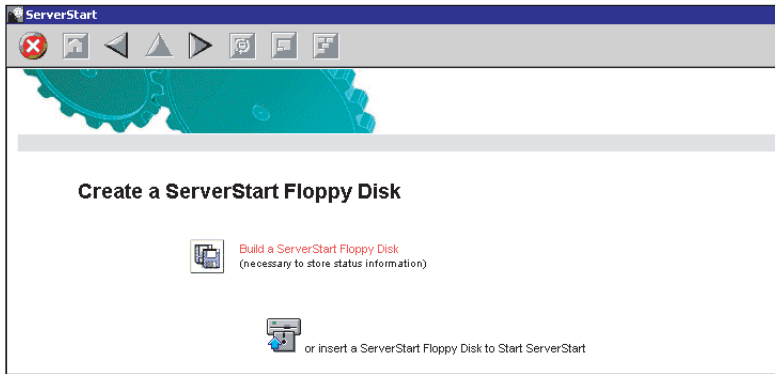 ServerStart
Create a ServerStart Floppy Disk
Build a ServerStart Floppy Disk
(necessary to store status information)
or insert a ServerStart Floppy Disk to Start ServerStart